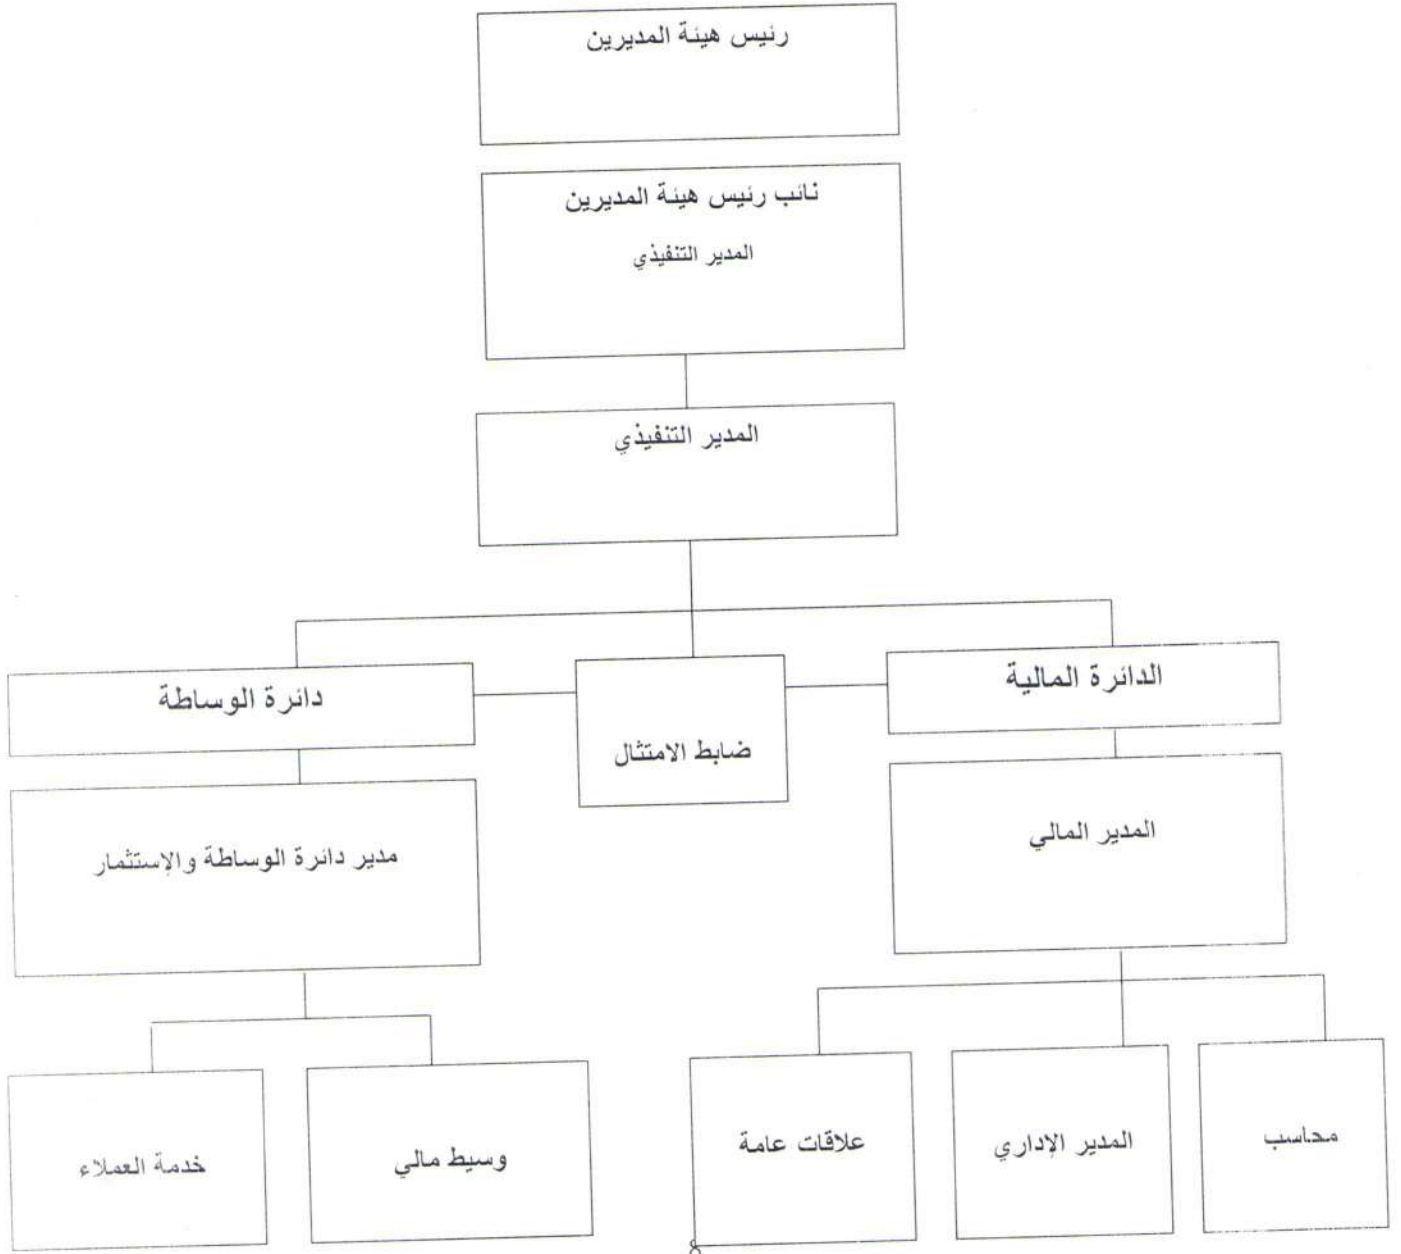 رئيس هيئة المديرين
نائب رئيس هيئة المديرين
المدير التنفيذي
المدير التنفيذي
الدائرة المالية
ضابط الامتثال
دائرة الوساطة
المدير المالي
مدير دائرة الوساطة والإستثمار
محاسب
المدير الإداري
علاقات عامة
وسيط مالي
خدمة العملاء
8